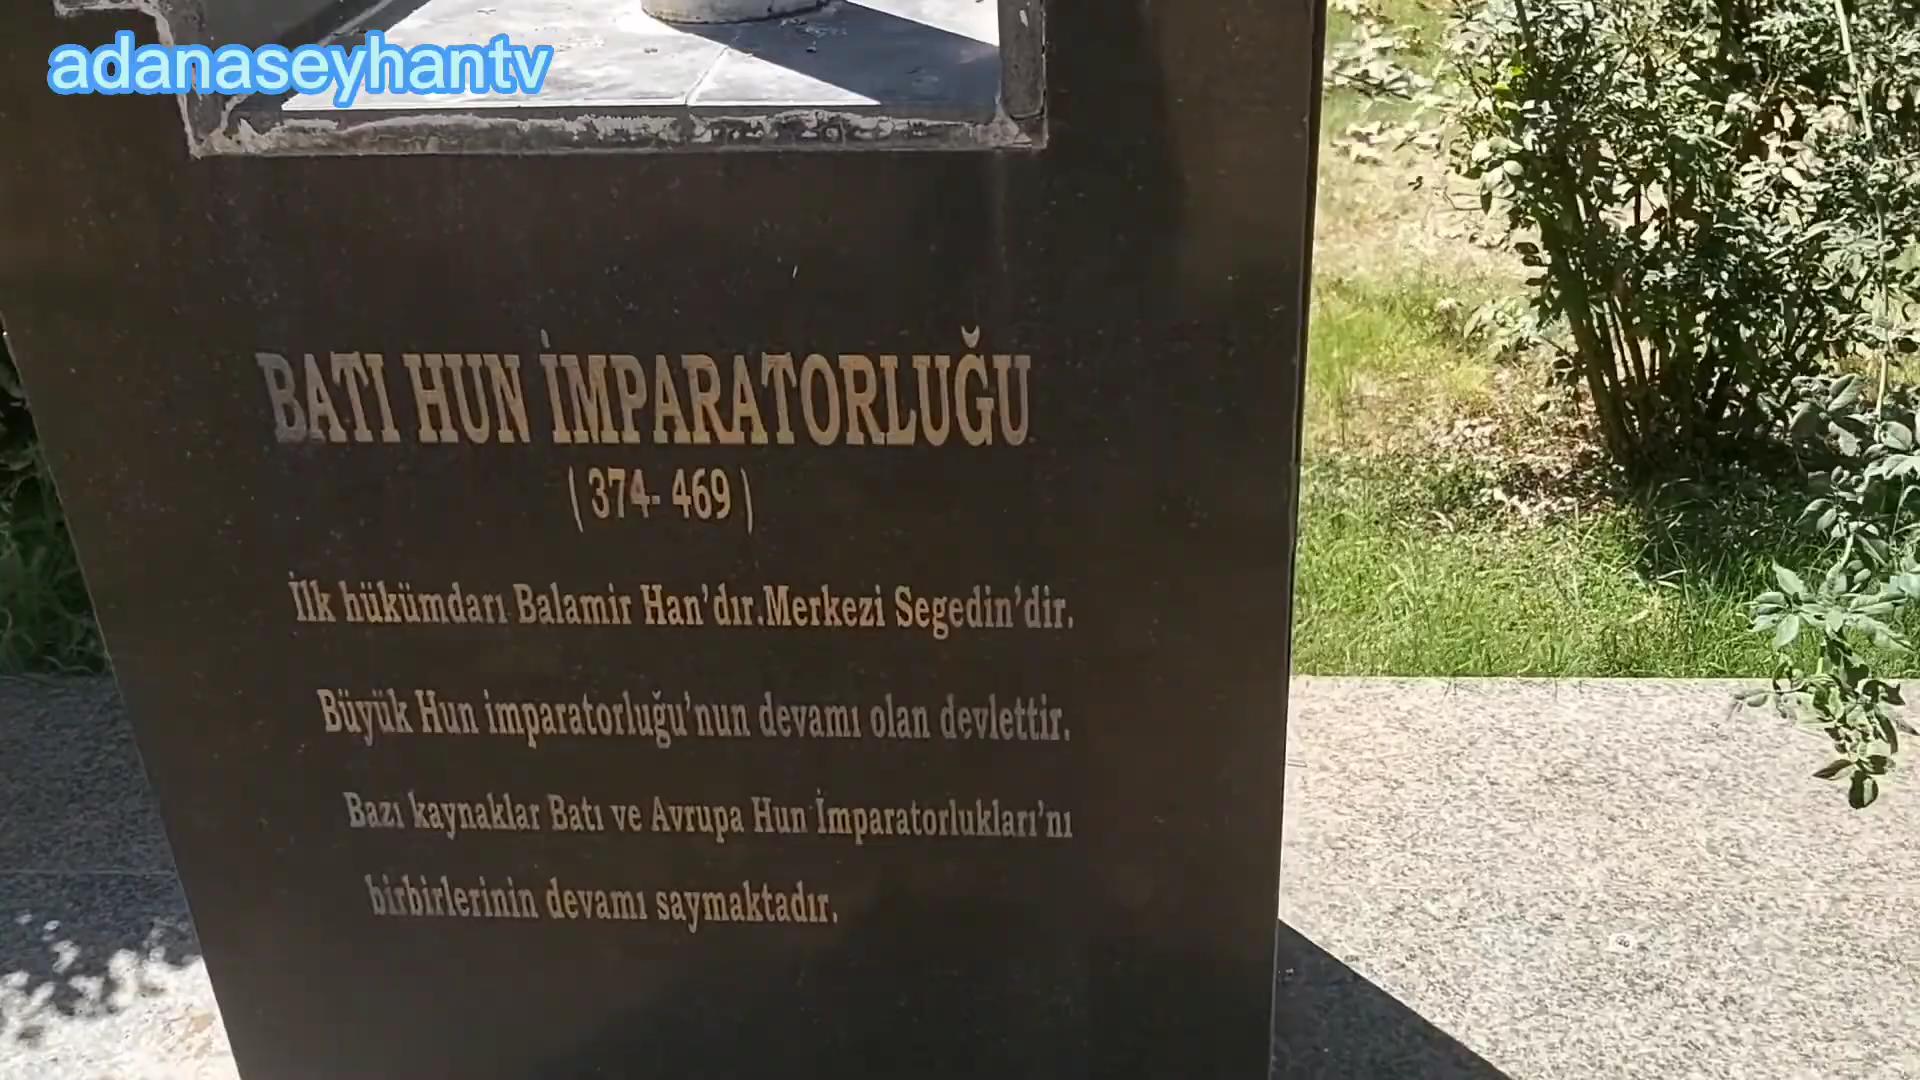 adanaseyhantv
BATI HUN İMPARATORLUĞU
( 374- 469 )
İlk hükümdarı Balamir Han'dır.Merkezi Segedin'dir.
Büyük Hun imparatorluğu'nun devamı olan devlettir.
Bazı kaynaklar Batı ve Avrupa Hun İmparatorlukları'nı
birbirlerinin devamı saymaktadır.